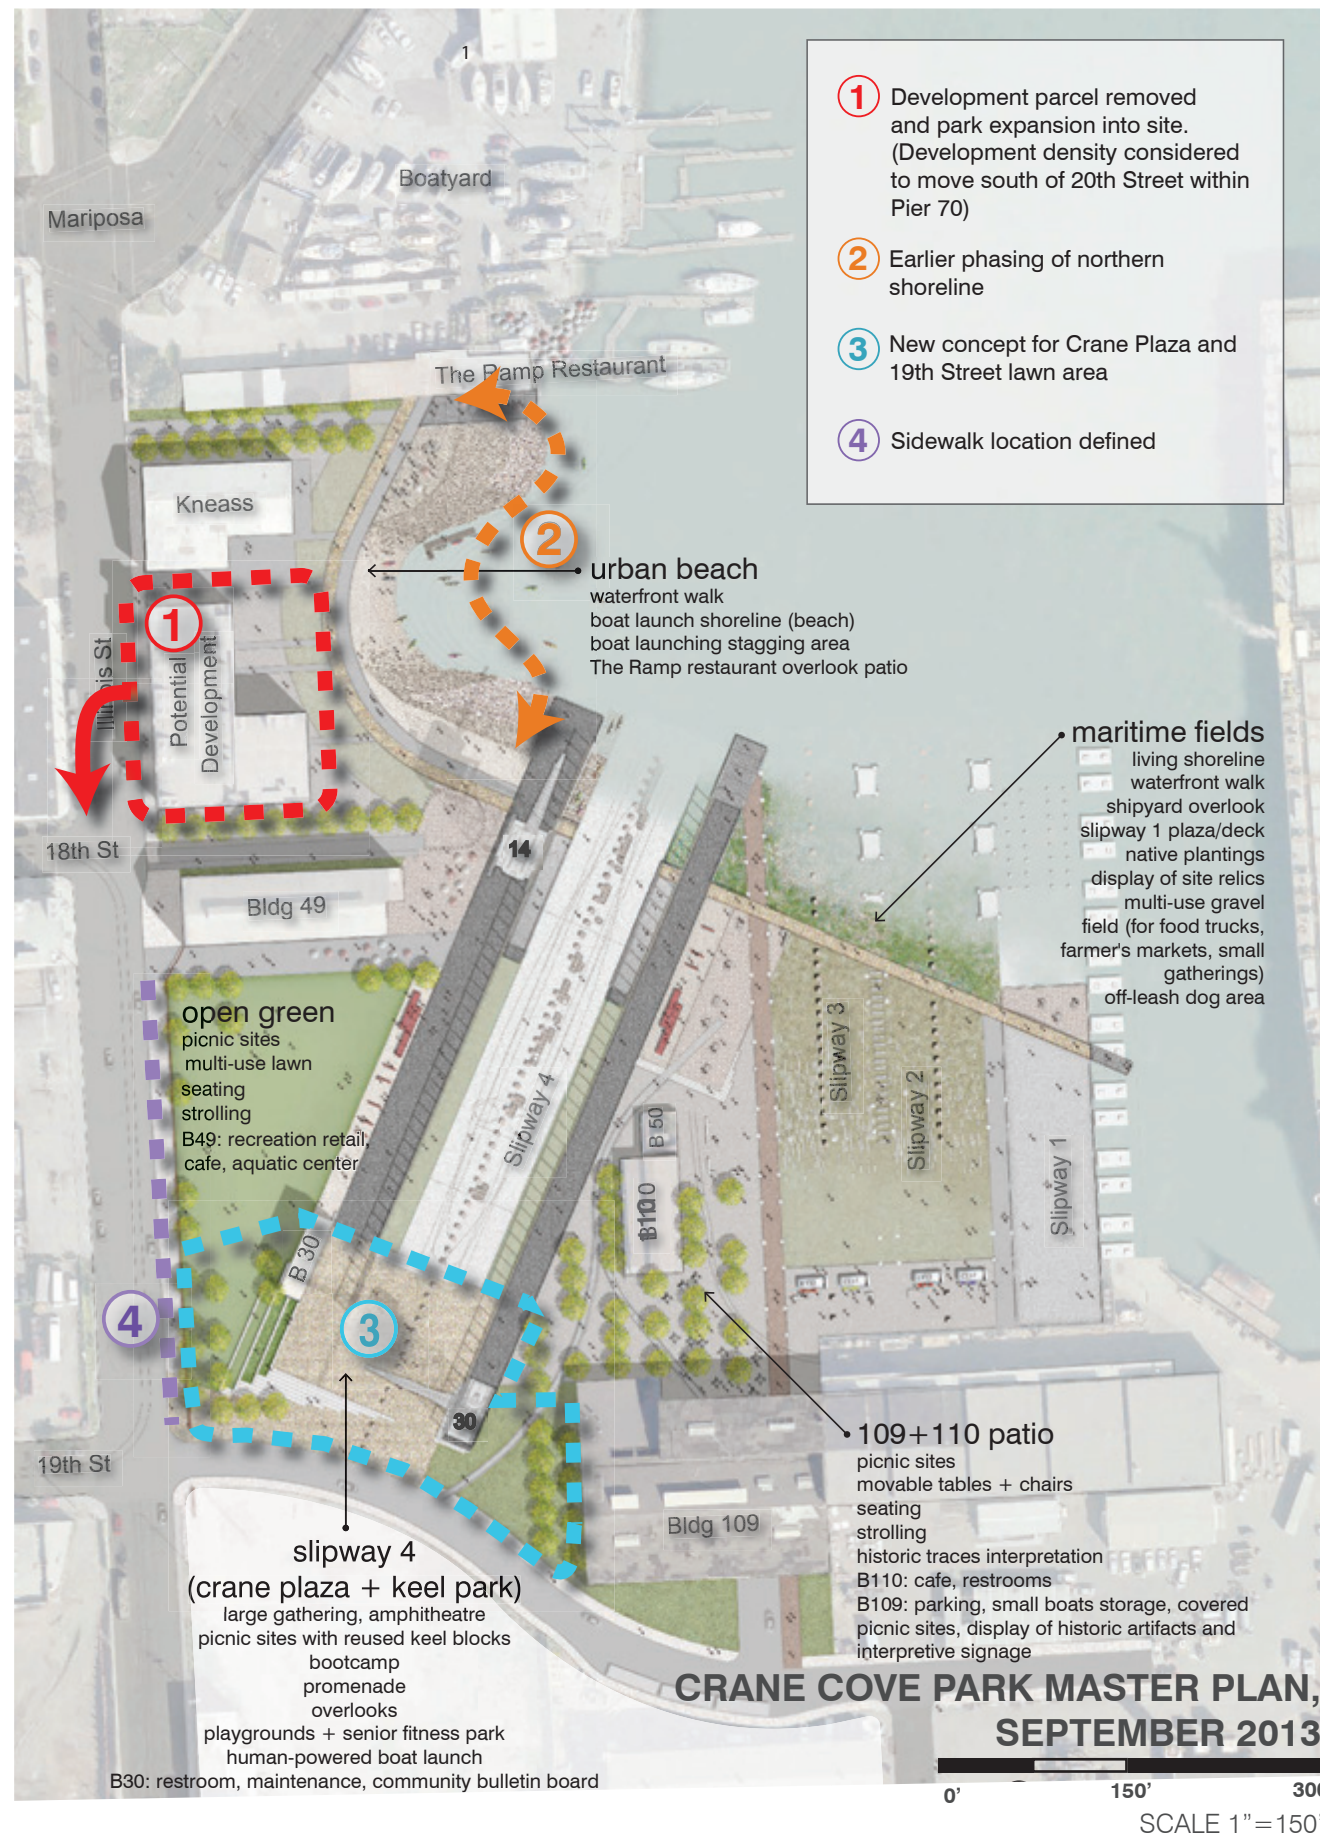 1
Boatyard
Mariposa
The Ramp Restaurant
1
Development parcel removed
and park expansion into site.
(Development density considered
to move south of 20th Street within
Pier 70)
2
Earlier phasing of northern
shoreline
3
New concept for Crane Plaza and
19th Street lawn area
4
Sidewalk location defined
Kneass
2
urban beach
waterfront walk
boat launch shoreline (beach)
boat launching stagging area
The Ramp restaurant overlook patio
1
Illinois St
Potential
Development
18th St
14
Bldg 49
maritime fields
living shoreline
waterfront walk
shipyard overlook
slipway 1 plaza/deck
native plantings
display of site relics
multi-use gravel
field (for food trucks,
farmer's markets, small
gatherings)
off-leash dog area
open green
picnic sites
multi-use lawn
seating
strolling
B49: recreation retail,
cafe, aquatic center
Slipway 4
Slipway 3
Slipway 2
Slipway 1
B 50
B110
B 30
3
4
30
19th St
Bldg 109
109+110 patio
picnic sites
movable tables + chairs
seating
strolling
historic traces interpretation
B110: cafe, restrooms
B109: parking, small boats storage, covered
picnic sites, display of historic artifacts and
interpretive signage
slipway 4
(crane plaza + keel park)
large gathering, amphitheatre
picnic sites with reused keel blocks
bootcamp
promenade
overlooks
playgrounds + senior fitness park
human-powered boat launch
B30: restroom, maintenance, community bulletin board
CRANE COVE PARK MASTER PLAN,
SEPTEMBER 2013
0’ 150’ 300
SCALE 1”=150’